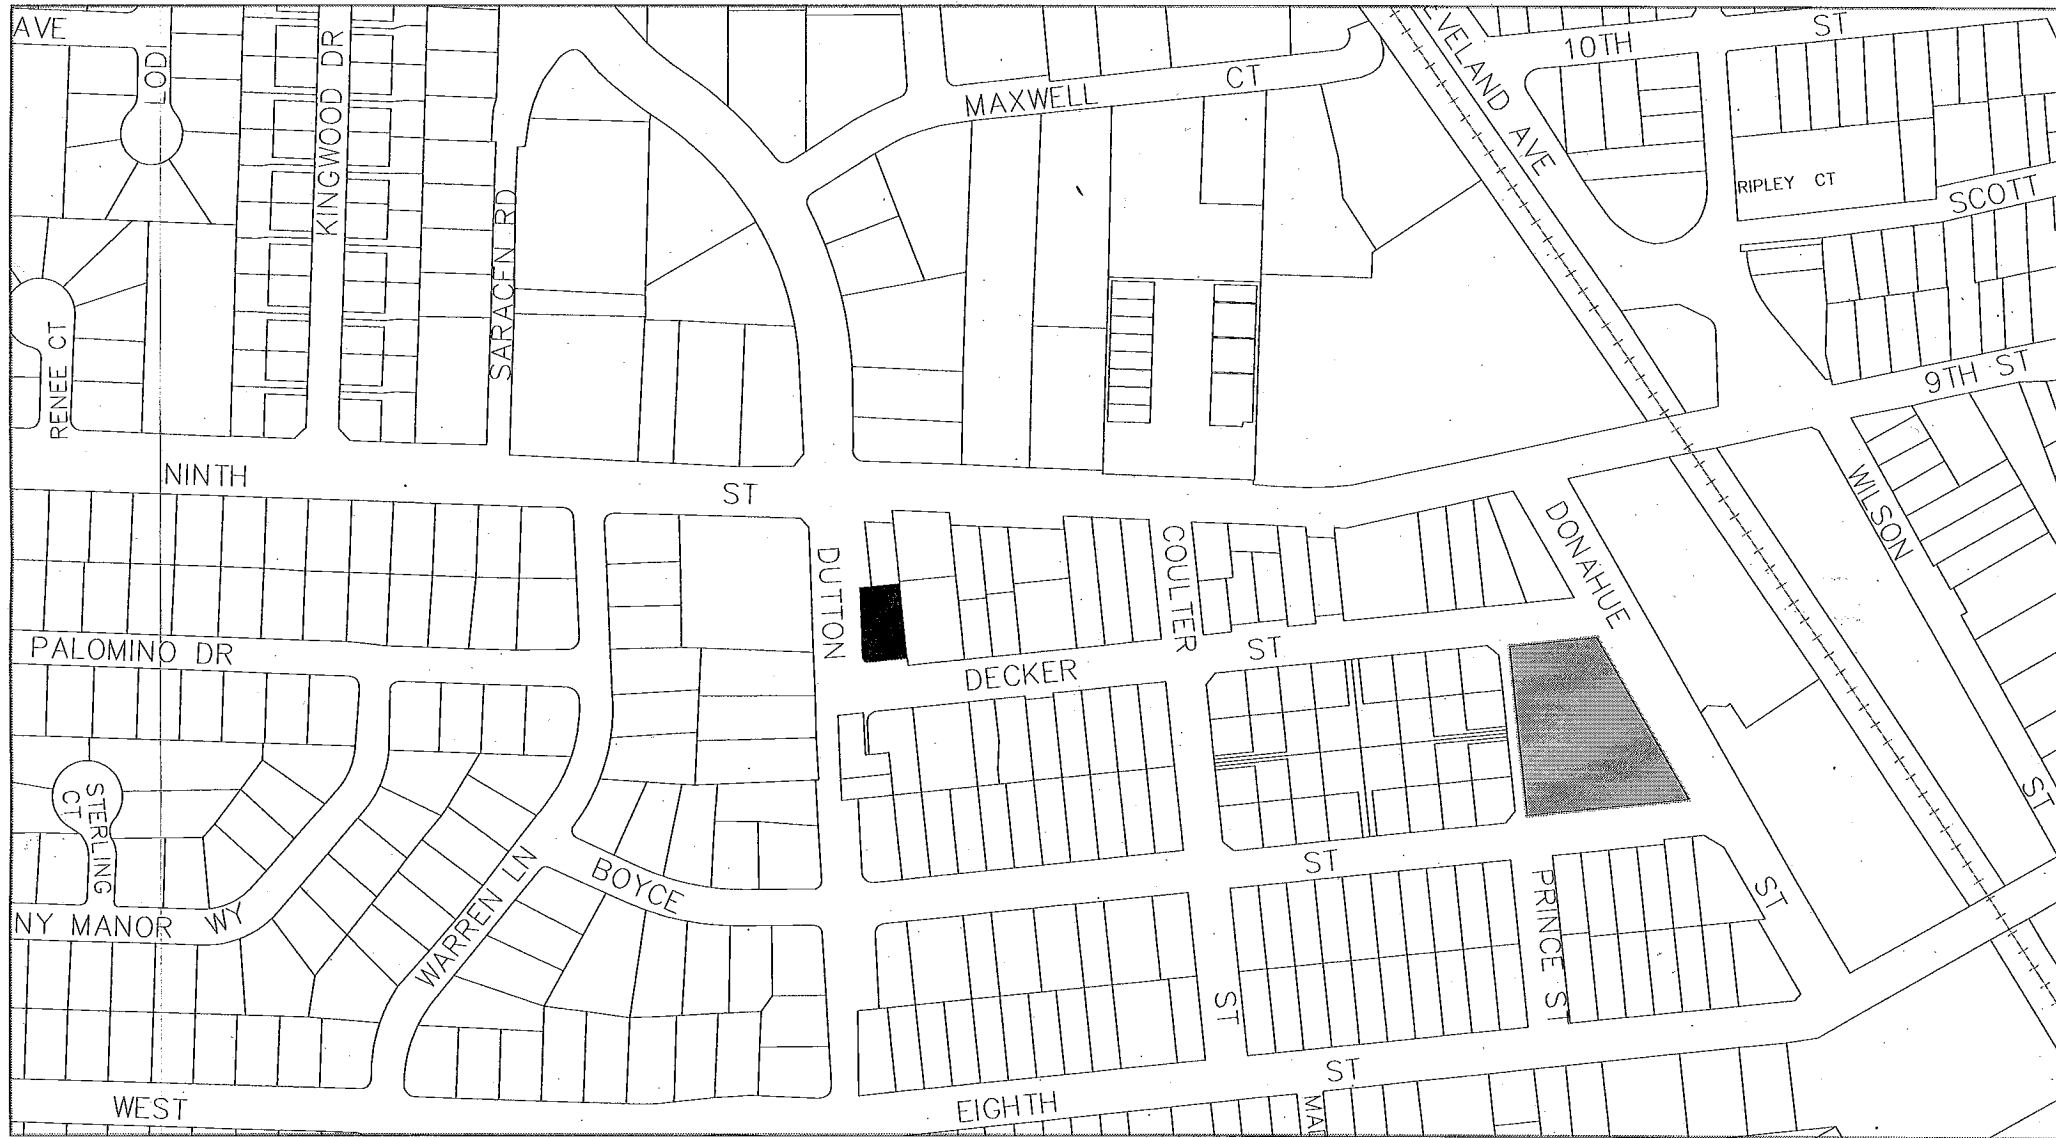 AVE
LODI
KINGWOOD DR
10TH
ST
MAXWELL
CT
EVELAND AVE
RIPLEY CT
SCOTT
SARACEN RD
RENEE CT
9TH ST
NINTH
ST
WILSON
ST
DONAHUE
ST
DUTTON
COULTER
ST
PALOMINO DR
DECKER
ST
STERLING
CT
BOYCE
ST
WARREN LN
PRINCE ST
NY MANOR WY
WEST
EIGHTH
ST
MA